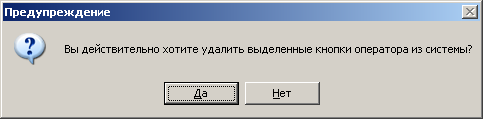 Предупреждение
Вы действительно хотите удалить выделенные кнопки оператора из системы?
Да
Нет